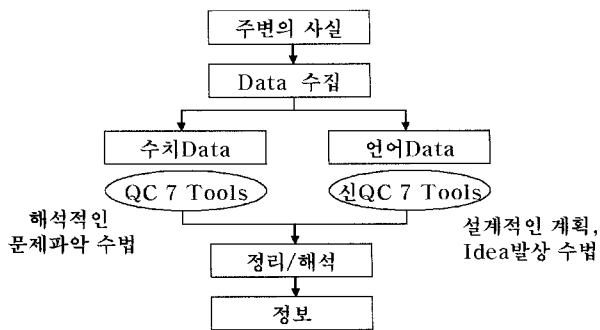 주변의 사실
Data 수집
수치Data
언어Data
QC 7 Tools
신QC 7 Tools
해석적인
문제파악 수법
설계적인 계획,
Idea발상 수법
정리/해석
정보